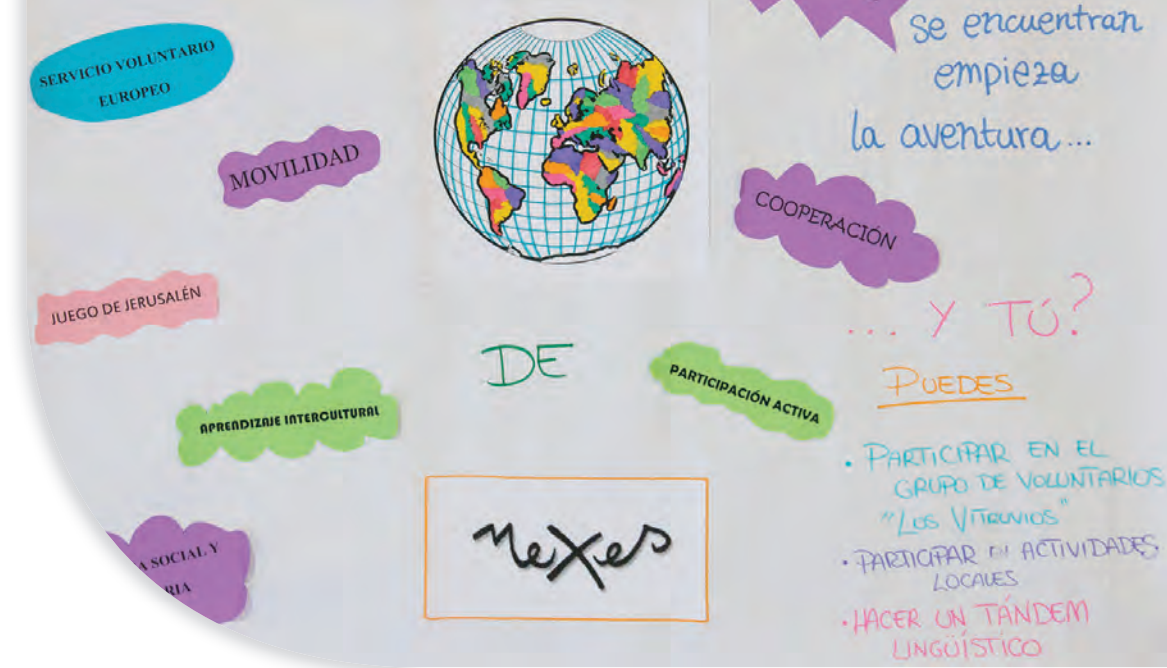 SERVICIO VOLUNTARIO
EUROPEO
MOVILIDAD
JUEGO DE JERUSALÉN
APRENDIZAJE INTERCULTURAL
SOCIAL Y
DE
neXes
se encuentran
empieza
la aventura...
COOPERACIÓN
PARTICIPACIÓN ACTIVA
... Y TÚ?
PUEDES
• PARTICIPAR EN EL
GRUPO DE VOLUNTARIOS
"LOS VITRUVIOS"
• PARTICIPAR EN ACTIVIDADES
LOCALES
• HACER UN TÁNDEM
LINGÜÍSTICO